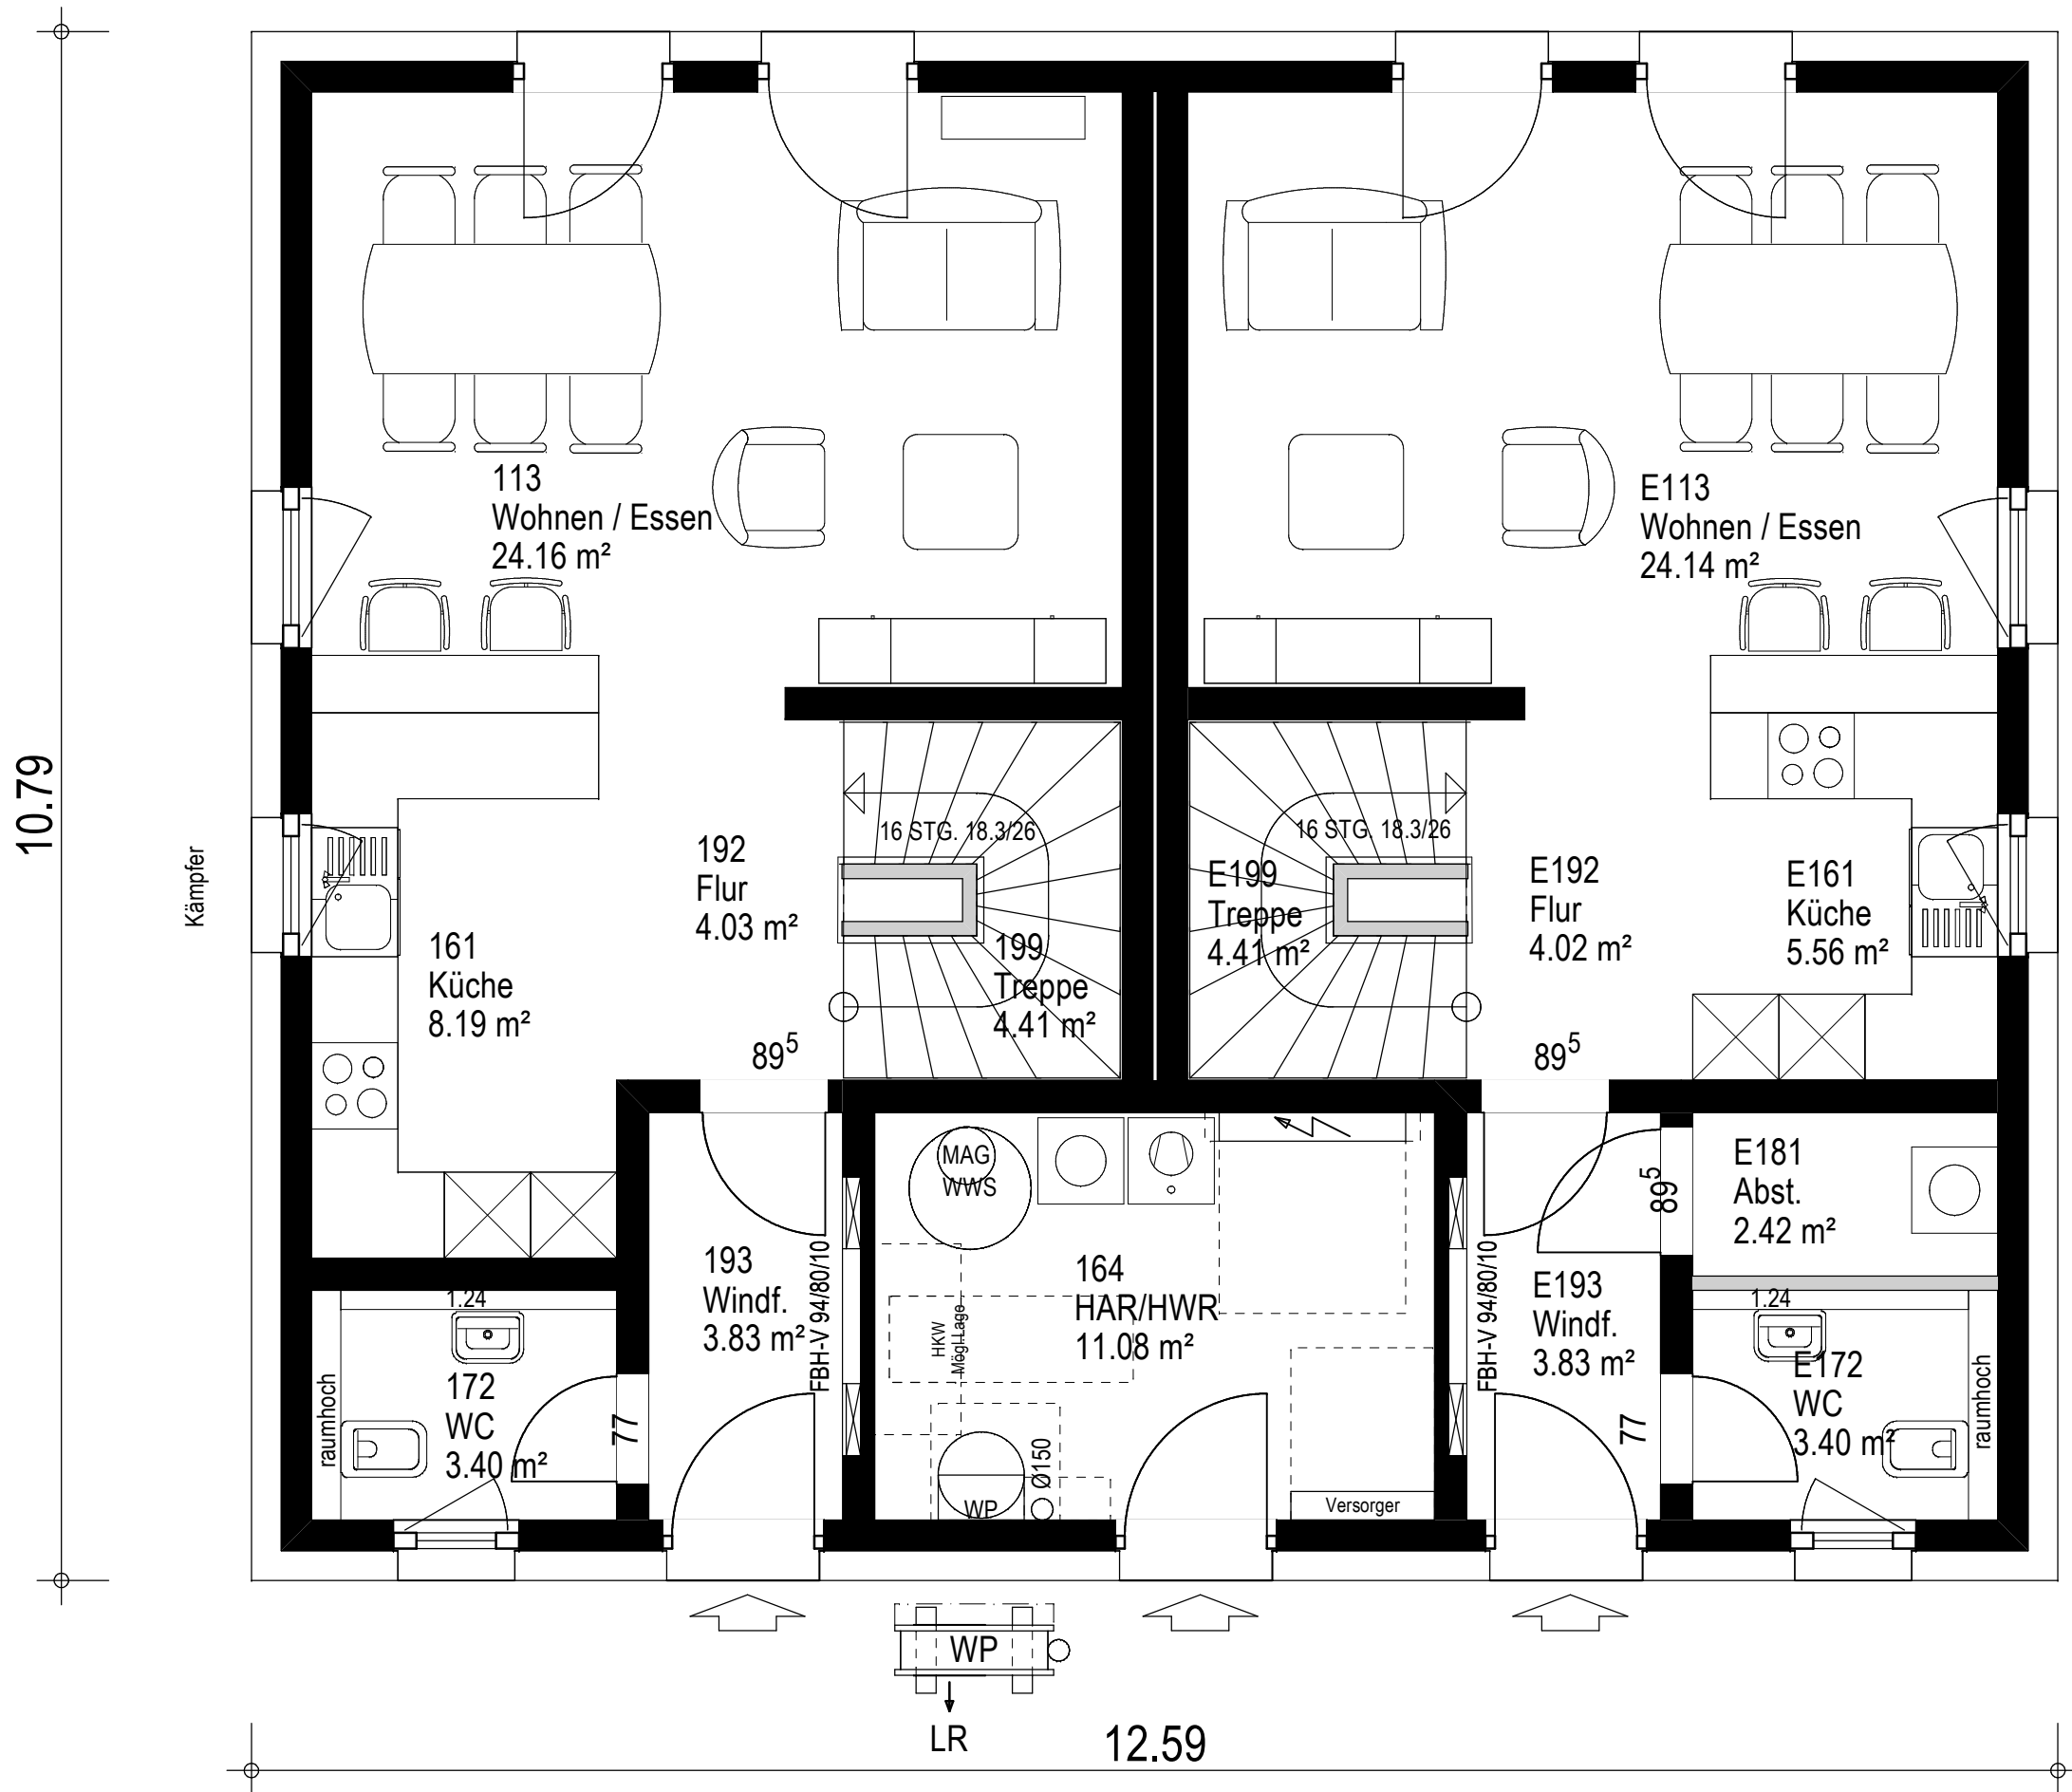 113
Wohnen / Essen
24.16 m²
E113
Wohnen / Essen
24.14 m²
10.79
Kämpfer
16 STG. 18.3/26
16 STG. 18.3/26
192
Flur
4.03 m²
E199
Treppe
4.41 m²
E192
Flur
4.02 m²
E161
Küche
5.56 m²
161
Küche
8.19 m²
199
Treppe
4.41 m²
89⁵
89⁵
MAG
WWS
E181
Abst.
2.42 m²
89⁵
193
Windf.
3.83 m²
FBH-V 94/80/10
164
HAR/HWR
11.08 m²
HKW
Mögl.Lage
FBH-V 94/80/10
E193
Windf.
3.83 m²
1.24
1.24
raumhoch
172
WC
3.40 m²
77
77
E172
WC
3.40 m²
raumhoch
Ø150
WP
Versorger
WP
LR
12.59